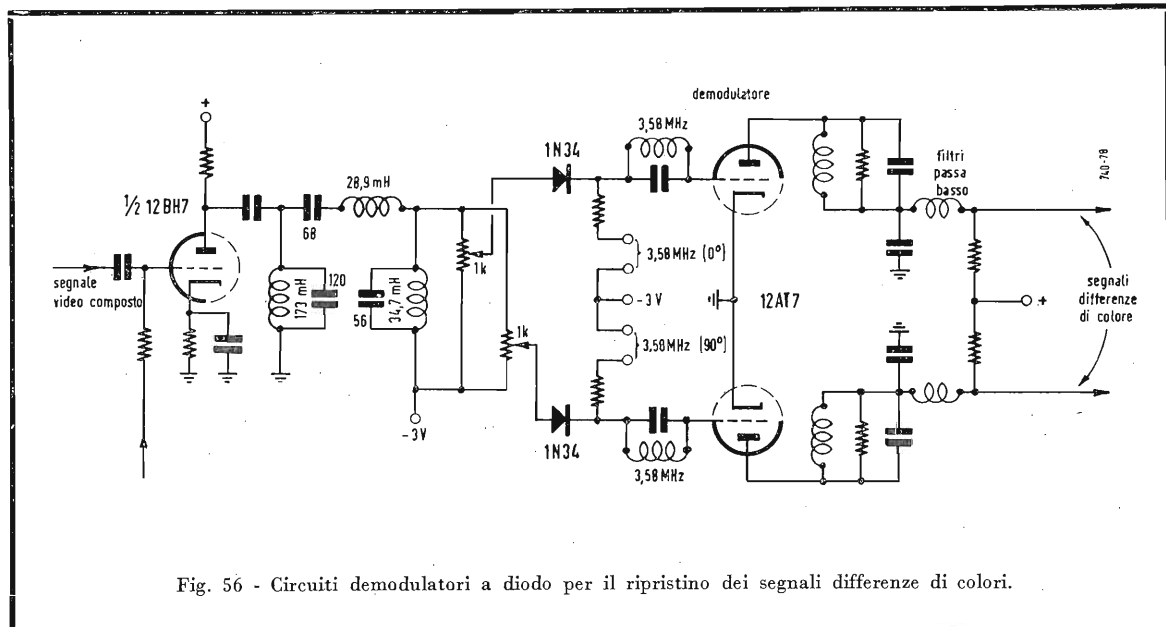 demodulatore
+
3,58 MHz
1N34
½ 12BH7
28,9 mH
68
filtri
passa
basso
740-78
1k
3,58 MHz (0°)
segnale
video composto
173 mH
120
56
34,7 mH
-3V
12AT7
+
segnali
differenze
di colore
1k
3,58 MHz (90°)
-3V
1N34
3,58 MHz
Fig. 56 - Circuiti demodulatori a diodo per il ripristino dei segnali differenze di colori.